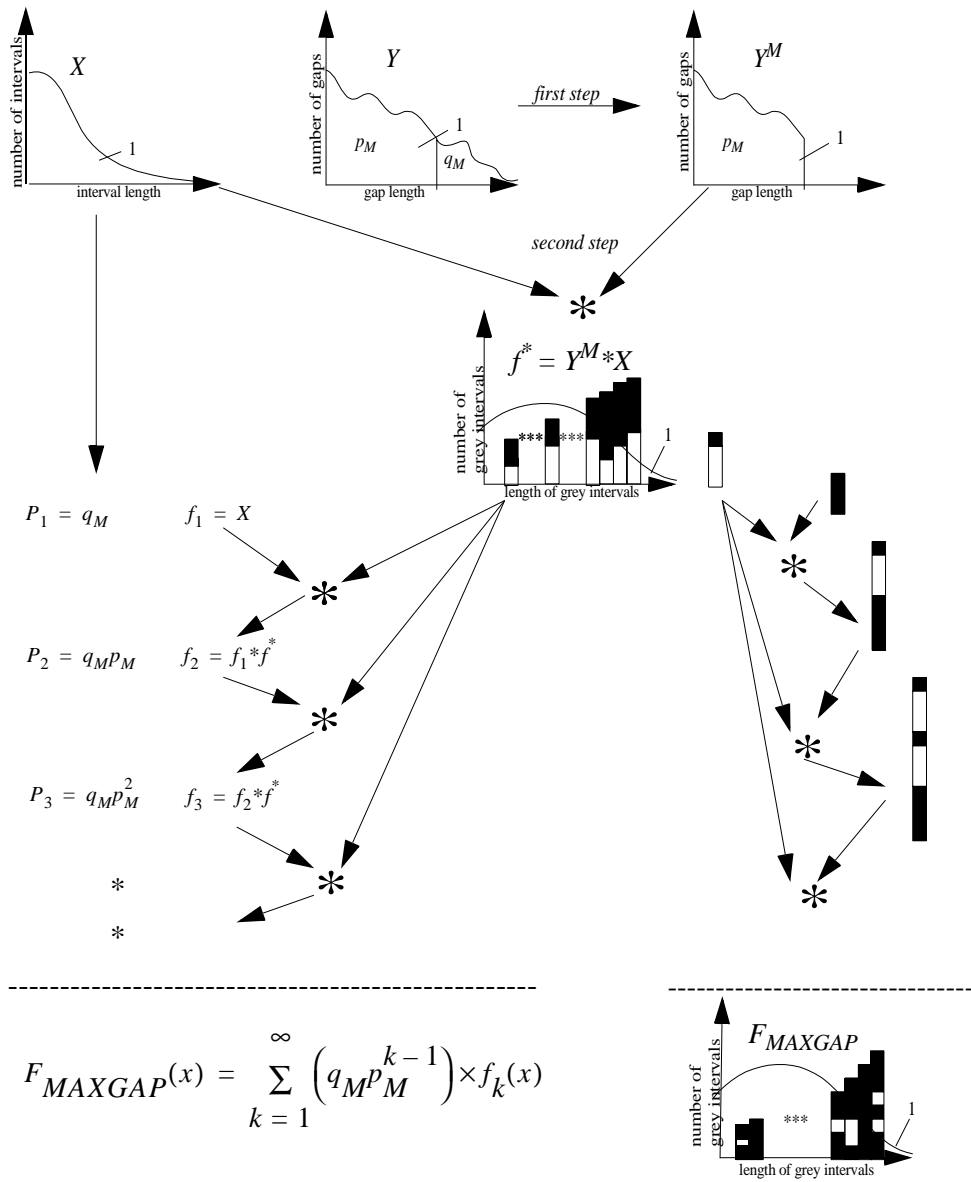 X
number of intervals
1
interval length
Y
number of gaps
p_M
1
q_M
gap length
first step
Y^M
number of gaps
p_M
1
gap length
second step
*
f^* = Y^M*X
number of
grey intervals
*** ***
1
length of grey intervals
P_1 = q_M f_1 = X
*
*
P_2 = q_M p_M f_2 = f_1*f^*
*
*
P_3 = q_M p_M^2 f_3 = f_2*f^*
*
*
*
*
F_MAXGAP(x) = ∑_{k = 1}^{∞} (q_M p_M^{k - 1}) × f_k(x)
F_MAXGAP
number of
grey intervals
***
1
length of grey intervals